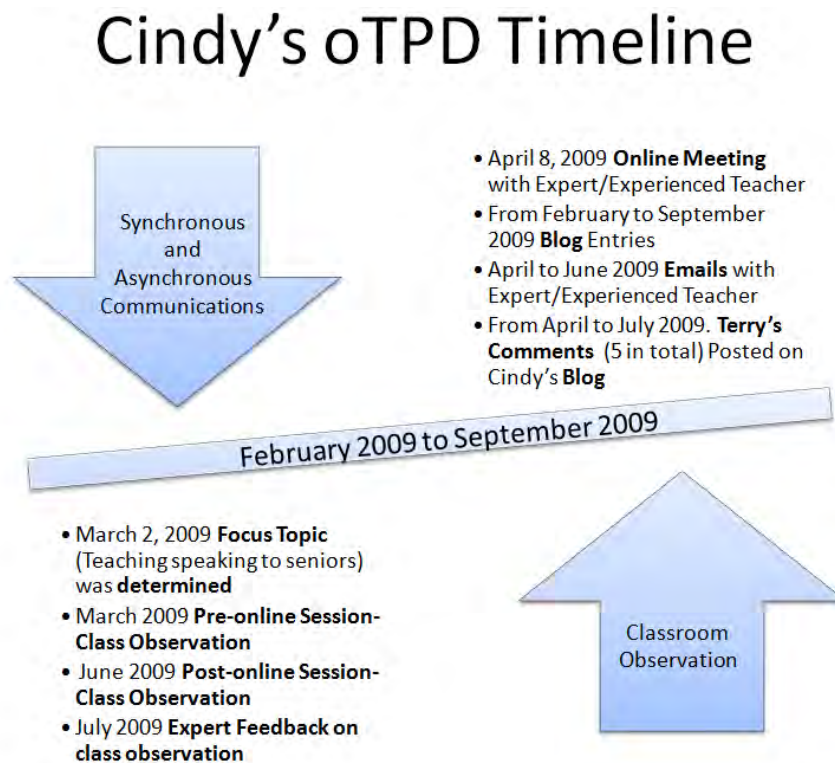 Cindy’s oTPD Timeline
Synchronous
and
Asynchronous
Communications
• April 8, 2009 Online Meeting
with Expert/Experienced Teacher
• From February to September
2009 Blog Entries
• April to June 2009 Emails with
Expert/Experienced Teacher
• From April to July 2009. Terry’s
Comments (5 in total) Posted on
Cindy’s Blog
February 2009 to September 2009
• March 2, 2009 Focus Topic
(Teaching speaking to seniors)
was determined
• March 2009 Pre-online Session-
Class Observation
• June 2009 Post-online Session-
Class Observation
• July 2009 Expert Feedback on
class observation
Classroom
Observation